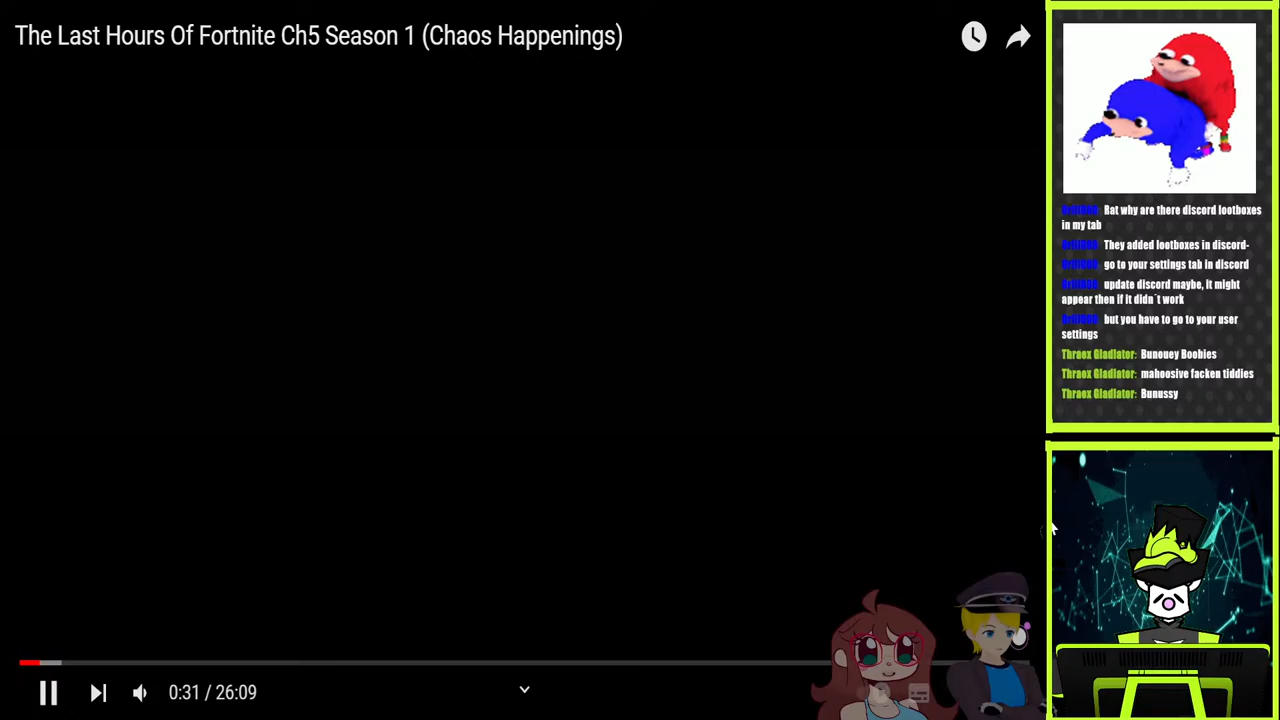 The Last Hours Of Fortnite Ch5 Season 1 (Chaos Happenings)
Rat why are there discord lootboxes
in my tab
They added lootboxes in discord-
go to your settings tab in discord
update discord maybe, it might
appear then if it didn´t work
but you have to go to your user
settings
Thraex Gladiator: Bunouey Boobies
Thraex Gladiator: mahoosive facken tiddies
Thraex Gladiator: Bunussy
0:31 / 26:09